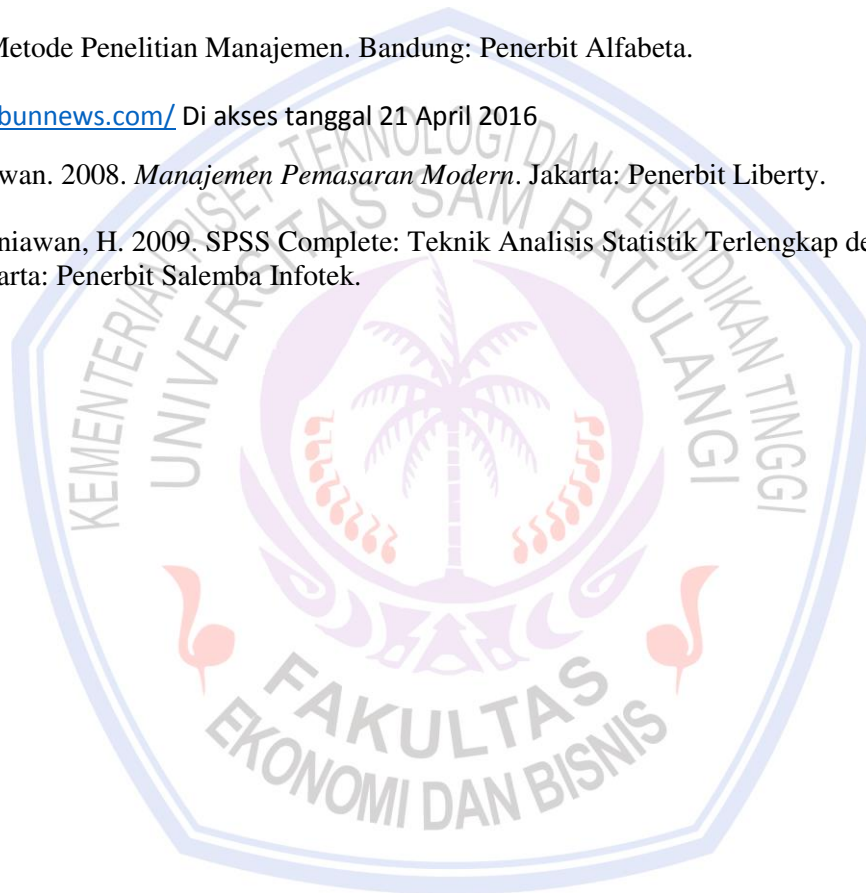 Metode Penelitian Manajemen. Bandung: Penerbit Alfabeta.
bunnews.com/ Di akses tanggal 21 April 2016
wan. 2008. Manajemen Pemasaran Modern. Jakarta: Penerbit Liberty.
niawan, H. 2009. SPSS Complete: Teknik Analisis Statistik Terlengkap de
arta: Penerbit Salemba Infotek.
KEMENTERIAN RISET TEKNOLOGI DAN PENDIDIKAN TINGGI
UNIVERSITAS SAM RATULANGI
FAKULTAS
EKONOMI DAN BISNIS